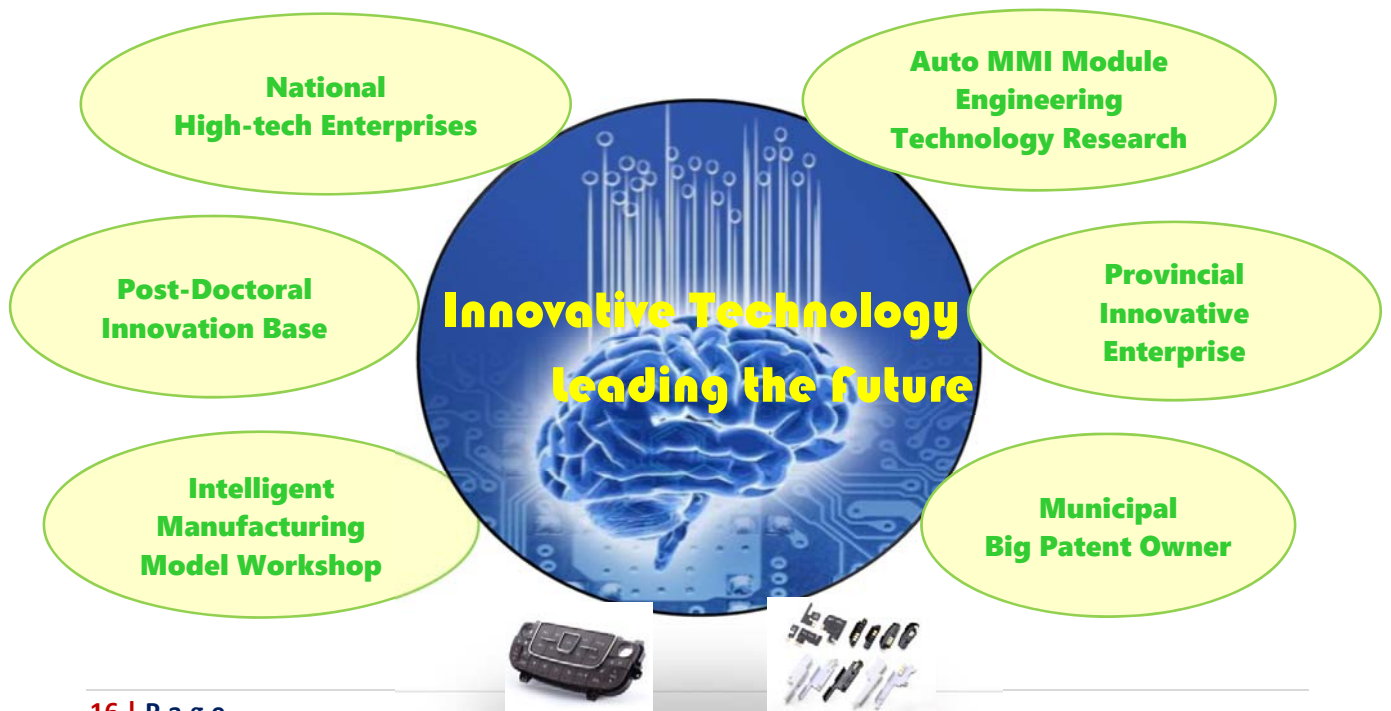 National
High-tech Enterprises
Auto MMI Module
Engineering
Technology Research
Post-Doctoral
Innovation Base
Innovative Technology
Leading the Future
Provincial
Innovative
Enterprise
Intelligent
Manufacturing
Model Workshop
Municipal
Big Patent Owner
16 | P a g e